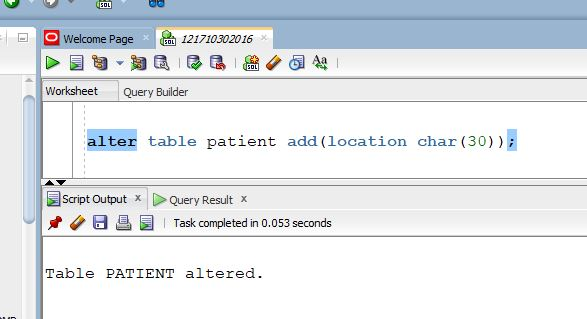 SQL
Welcome Page
121710302016
Worksheet
Query Builder
alter table patient add(location char(30));
Script Output
Query Result
Task completed in 0.053 seconds
Table PATIENT altered.